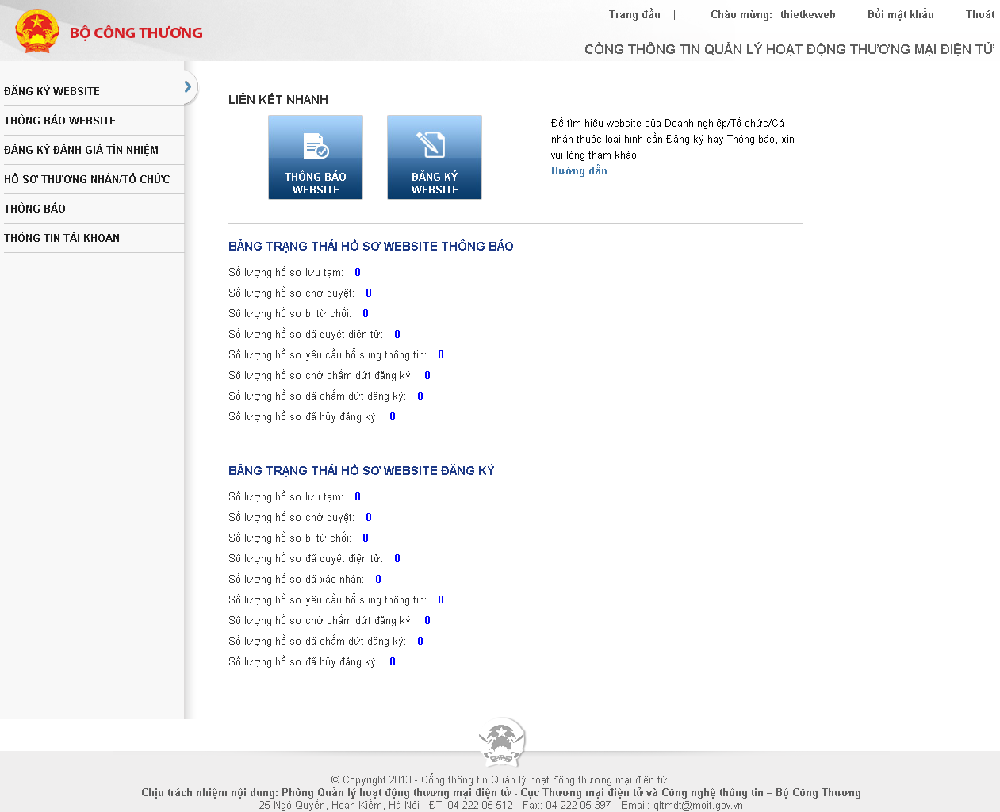 BỘ CÔNG THƯƠNG
Trang đầu | Chào mừng: thietkeweb Đổi mật khẩu Thoát
CỔNG THÔNG TIN QUẢN LÝ HOẠT ĐỘNG THƯƠNG MẠI ĐIỆN TỬ
ĐĂNG KÝ WEBSITE
THÔNG BÁO WEBSITE
ĐĂNG KÝ ĐÁNH GIÁ TÍN NHIỆM
HỒ SƠ THƯƠNG NHÂN/TỔ CHỨC
THÔNG BÁO
THÔNG TIN TÀI KHOẢN
LIÊN KẾT NHANH
THÔNG BÁO
WEBSITE
ĐĂNG KÝ
WEBSITE
Để tìm hiểu website của Doanh nghiệp/Tổ chức/Cá
nhân thuộc loại hình cần Đăng ký hay Thông báo, xin
vui lòng tham khảo:
Hướng dẫn
BẢNG TRẠNG THÁI HỒ SƠ WEBSITE THÔNG BÁO
Số lượng hồ sơ lưu tạm: 0
Số lượng hồ sơ chờ duyệt: 0
Số lượng hồ sơ bị từ chối: 0
Số lượng hồ sơ đã duyệt điện tử: 0
Số lượng hồ sơ yêu cầu bổ sung thông tin: 0
Số lượng hồ sơ chờ chấm dứt đăng ký: 0
Số lượng hồ sơ đã chấm dứt đăng ký: 0
Số lượng hồ sơ đã hủy đăng ký: 0
BẢNG TRẠNG THÁI HỒ SƠ WEBSITE ĐĂNG KÝ
Số lượng hồ sơ lưu tạm: 0
Số lượng hồ sơ chờ duyệt: 0
Số lượng hồ sơ bị từ chối: 0
Số lượng hồ sơ đã duyệt điện tử: 0
Số lượng hồ sơ đã xác nhận: 0
Số lượng hồ sơ yêu cầu bổ sung thông tin: 0
Số lượng hồ sơ chờ chấm dứt đăng ký: 0
Số lượng hồ sơ đã chấm dứt đăng ký: 0
Số lượng hồ sơ đã hủy đăng ký: 0
© Copyright 2013 - Cổng thông tin Quản lý hoạt động thương mại điện tử
Chịu trách nhiệm nội dung: Phòng Quản lý hoạt động thương mại điện tử - Cục Thương mại điện tử và Công nghệ thông tin – Bộ Công Thương
25 Ngô Quyền, Hoàn Kiếm, Hà Nội - ĐT: 04 222 05 512 - Fax: 04 222 05 397 - Email: qltmdt@moit.gov.vn